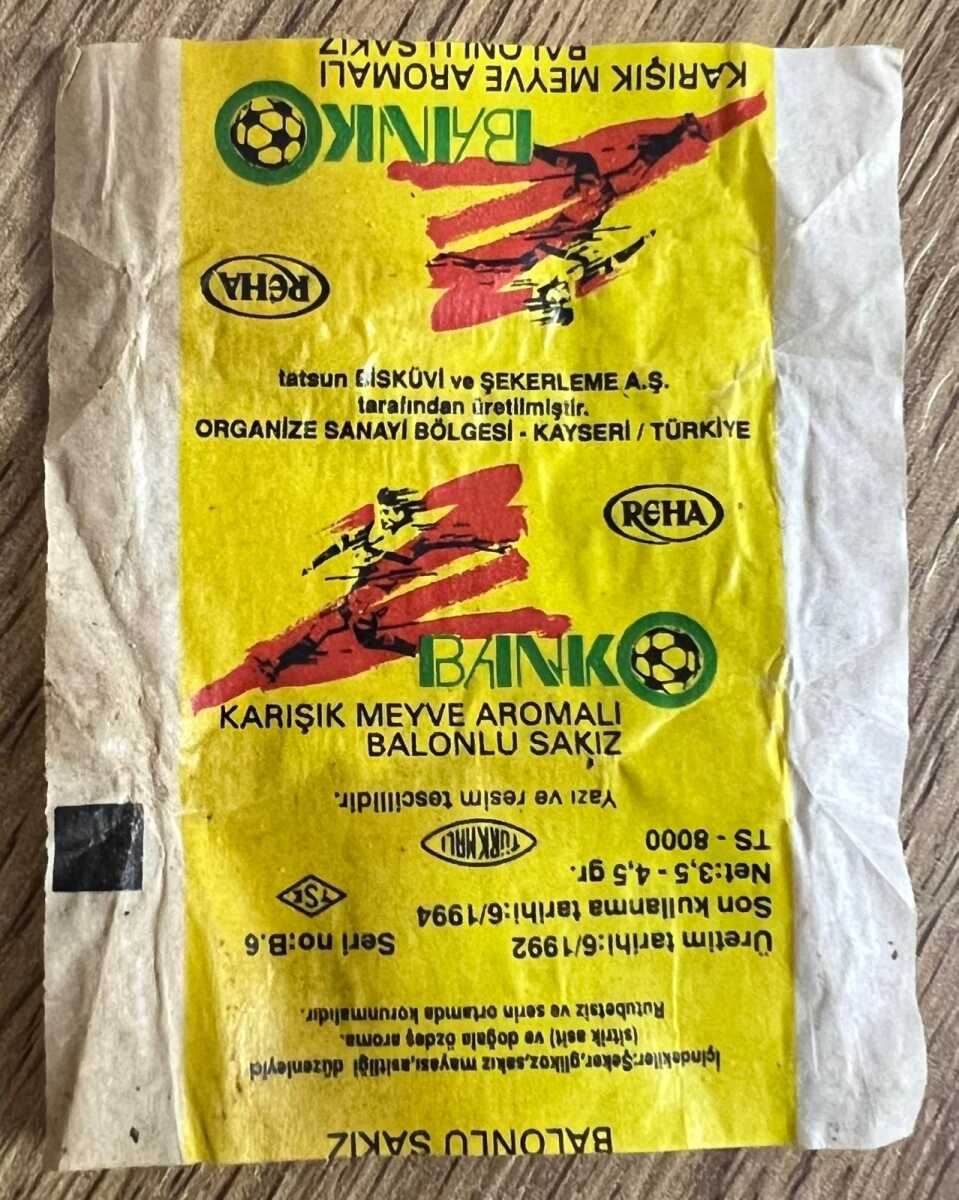 KARIŞIK MEYVE AROMALI
BALONLU SAKIZ
BANKO
REHA
tatsun BİSKÜVİ ve ŞEKERLEME A.Ş.
tarafından üretilmiştir.
ORGANİZE SANAYİ BÖLGESİ - KAYSERİ / TÜRKİYE
REHA
BANKO
KARIŞIK MEYVE AROMALI
BALONLU SAKIZ
BALONLU SAKIZ
İçindekiler:Şeker,glikoz,sakız mayası,asitliği düzenleyici
(sitrik asit) ve doğala özdeş aroma.
Rutubetsiz ve serin ortamda korunmalıdır.
Üretim tarihi:6/1992 Seri no:B.6
Son kullanma tarihi:6/1994
TSE
Net:3,5 - 4,5 gr.
TS - 8000
TÜRK MALI
Yazı ve resim tescillidir.